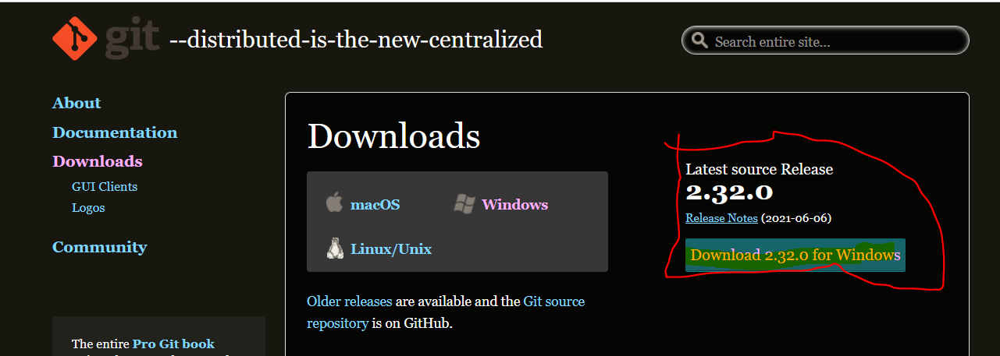 git --distributed-is-the-new-centralized
Search entire site...
About
Documentation
Downloads
GUI Clients
Logos
Community
The entire Pro Git book
Downloads
macOS
Windows
Linux/Unix
Older releases are available and the Git source
repository is on GitHub.
Latest source Release
2.32.0
Release Notes (2021-06-06)
Download 2.32.0 for Windows